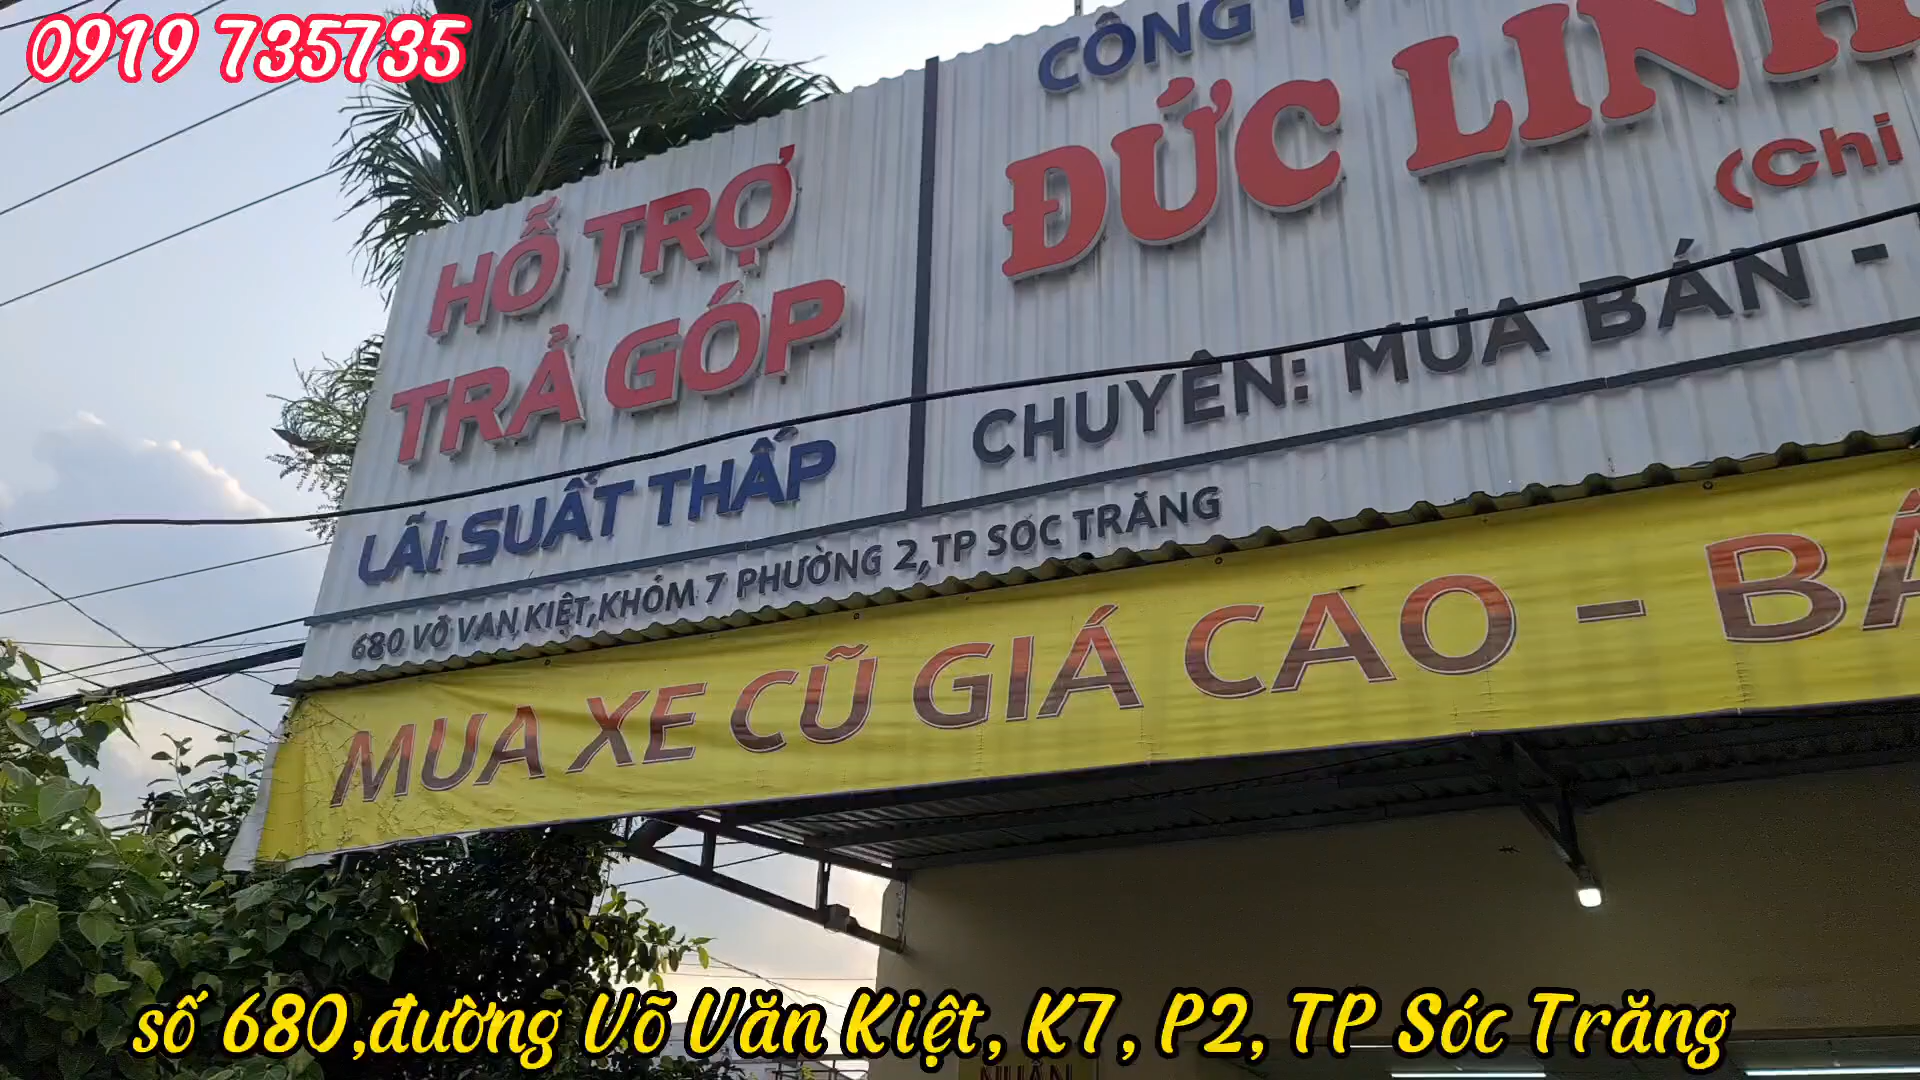 0919 735735
CÔNG
ĐỨC LINH
(Chi
HỖ TRỢ
TRẢ GÓP
LÃI SUẤT THẤP
CHUYÊN: MUA BÁN -
680 VÕ VĂN KIỆT,KHÓM 7 PHƯỜNG 2,TP SÓC TRĂNG
MUA XE CŨ GIÁ CAO - BÁ
số 680,đường Võ Văn Kiệt, K7, P2, TP Sóc Trăng
NHẬN